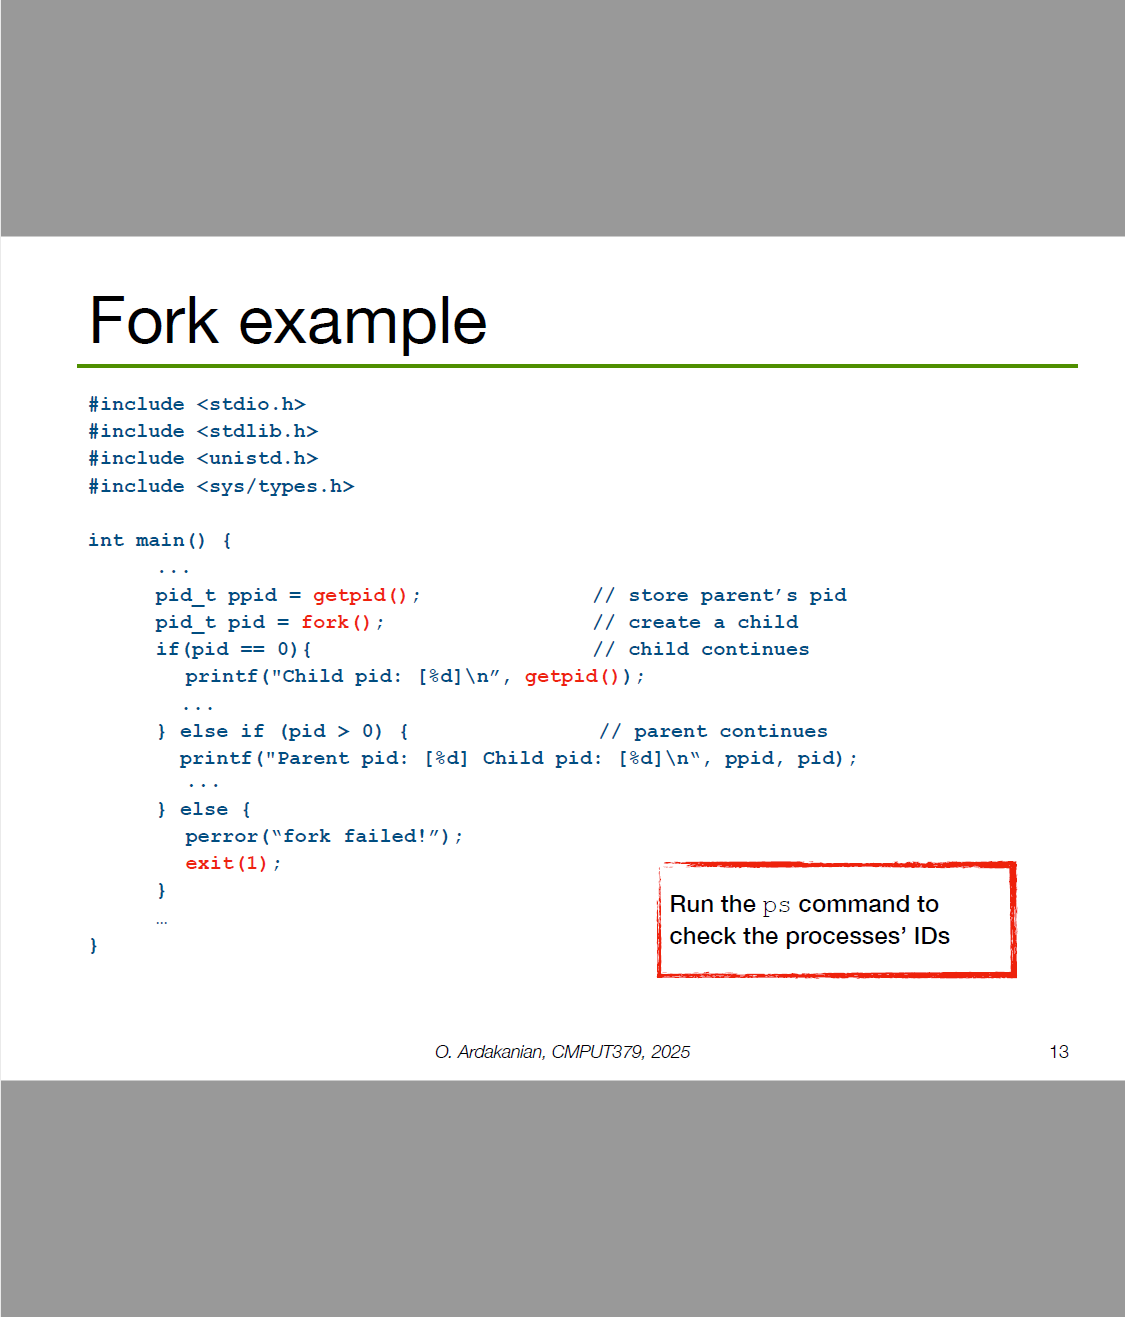 Fork example
#include <stdio.h>
#include <stdlib.h>
#include <unistd.h>
#include <sys/types.h>
int main() {
...
pid_t ppid = getpid(); // store parent’s pid
pid_t pid = fork(); // create a child
if(pid == 0){ // child continues
printf("Child pid: [%d]\n”, getpid());
...
} else if (pid > 0) { // parent continues
printf("Parent pid: [%d] Child pid: [%d]\n“, ppid, pid);
...
} else {
perror(“fork failed!”);
exit(1);
}
…
}
Run the ps command to
check the processes’ IDs
O. Ardakanian, CMPUT379, 2025
13